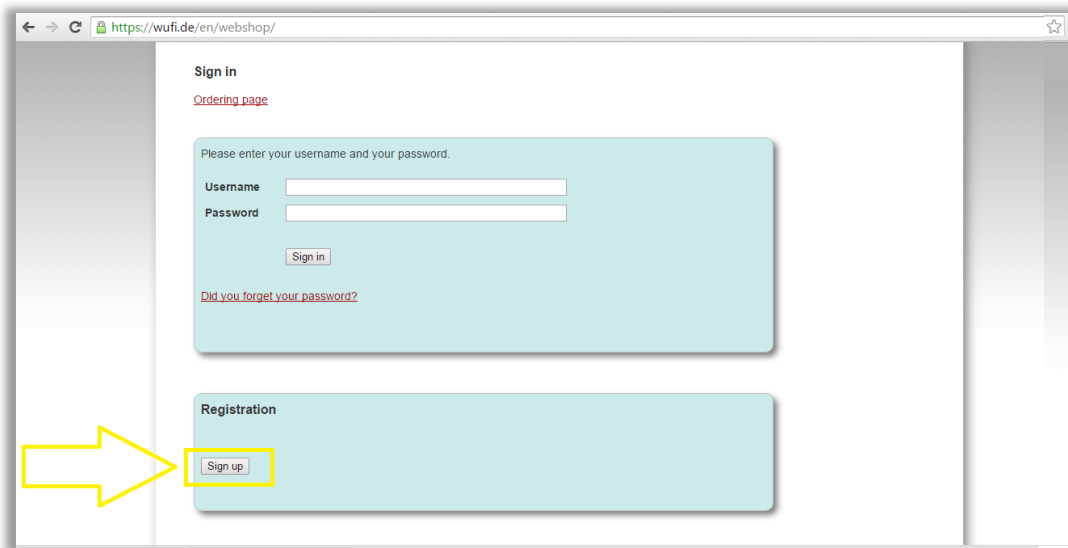 https://wufi.de/en/webshop/
Sign in
Ordering page
Please enter your username and your password.
Username
Password
Sign in
Did you forget your password?
Registration
Sign up